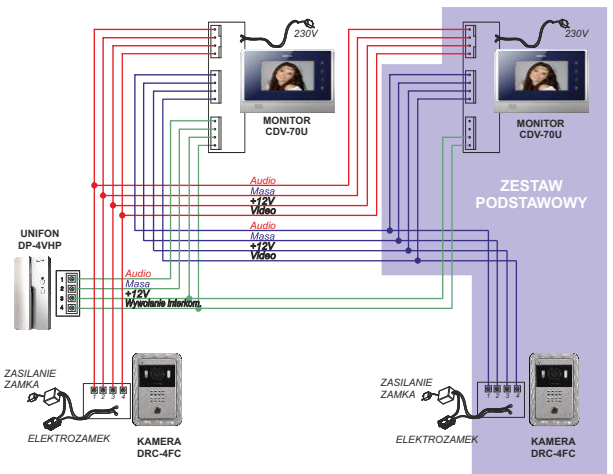 230V
230V
MONITOR
CDV-70U
MONITOR
CDV-70U
ZESTAW
PODSTAWOWY
Audio
Masa
+12V
Video
Audio
Masa
+12V
Video
UNIFON
DP-4VHP
1
2
3
4
Audio
Masa
+12V
Wywołanie Interkom.
ZASILANIE
ZAMKA
1 2 3 4
ELEKTROZAMEK
KAMERA
DRC-4FC
ZASILANIE
ZAMKA
1 2 3 4
ELEKTROZAMEK
KAMERA
DRC-4FC